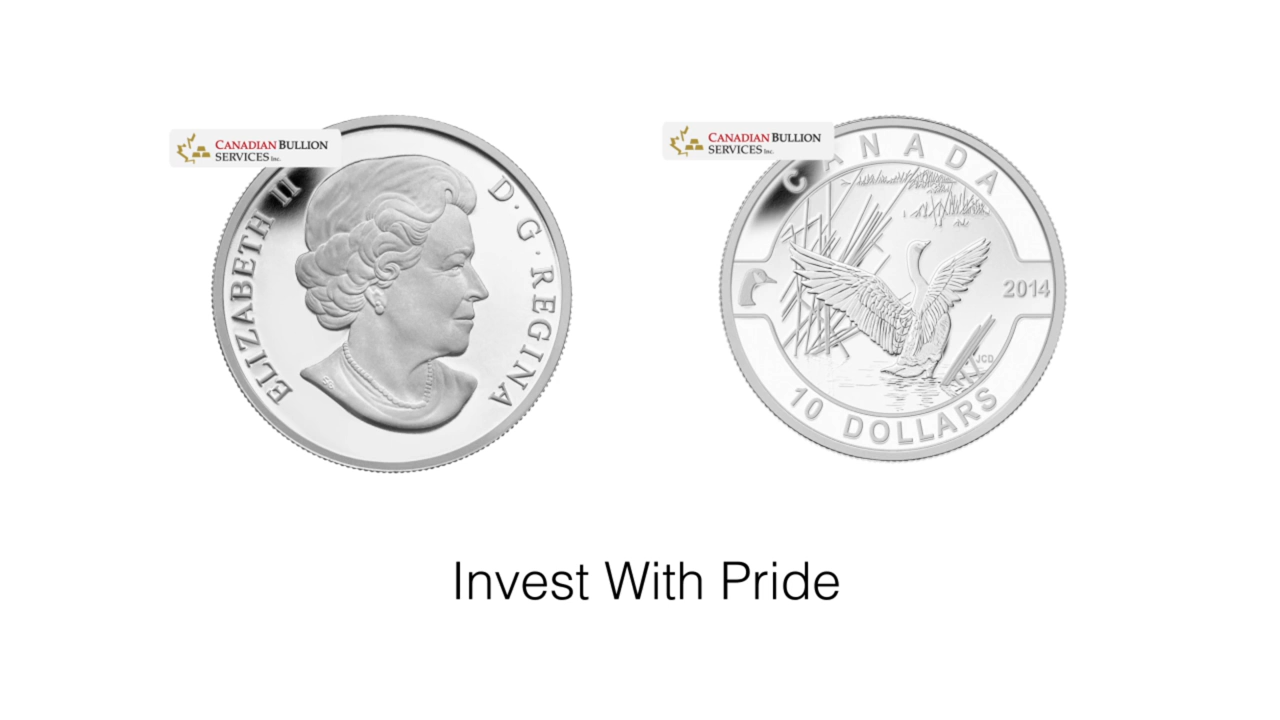 CANADIAN BULLION
SERVICES Inc.
ELIZABETH II
D·G·REGINA
CANADIAN BULLION
SERVICES Inc.
CANADA
2014
JCD
10 DOLLARS
Invest With Pride